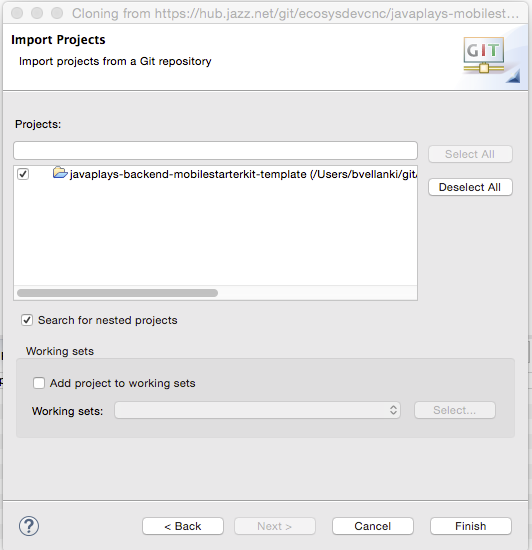 Cloning from https://hub.jazz.net/git/ecosysdevcnc/javaplays-mobilest...
Import Projects
Import projects from a Git repository
GIT
Projects:
Select All
javaplays-backend-mobilestarterkit-template (/Users/bvellanki/git/
Deselect All
Search for nested projects
Working sets
Add project to working sets
Working sets:
Select...
?
< Back
Next >
Cancel
Finish